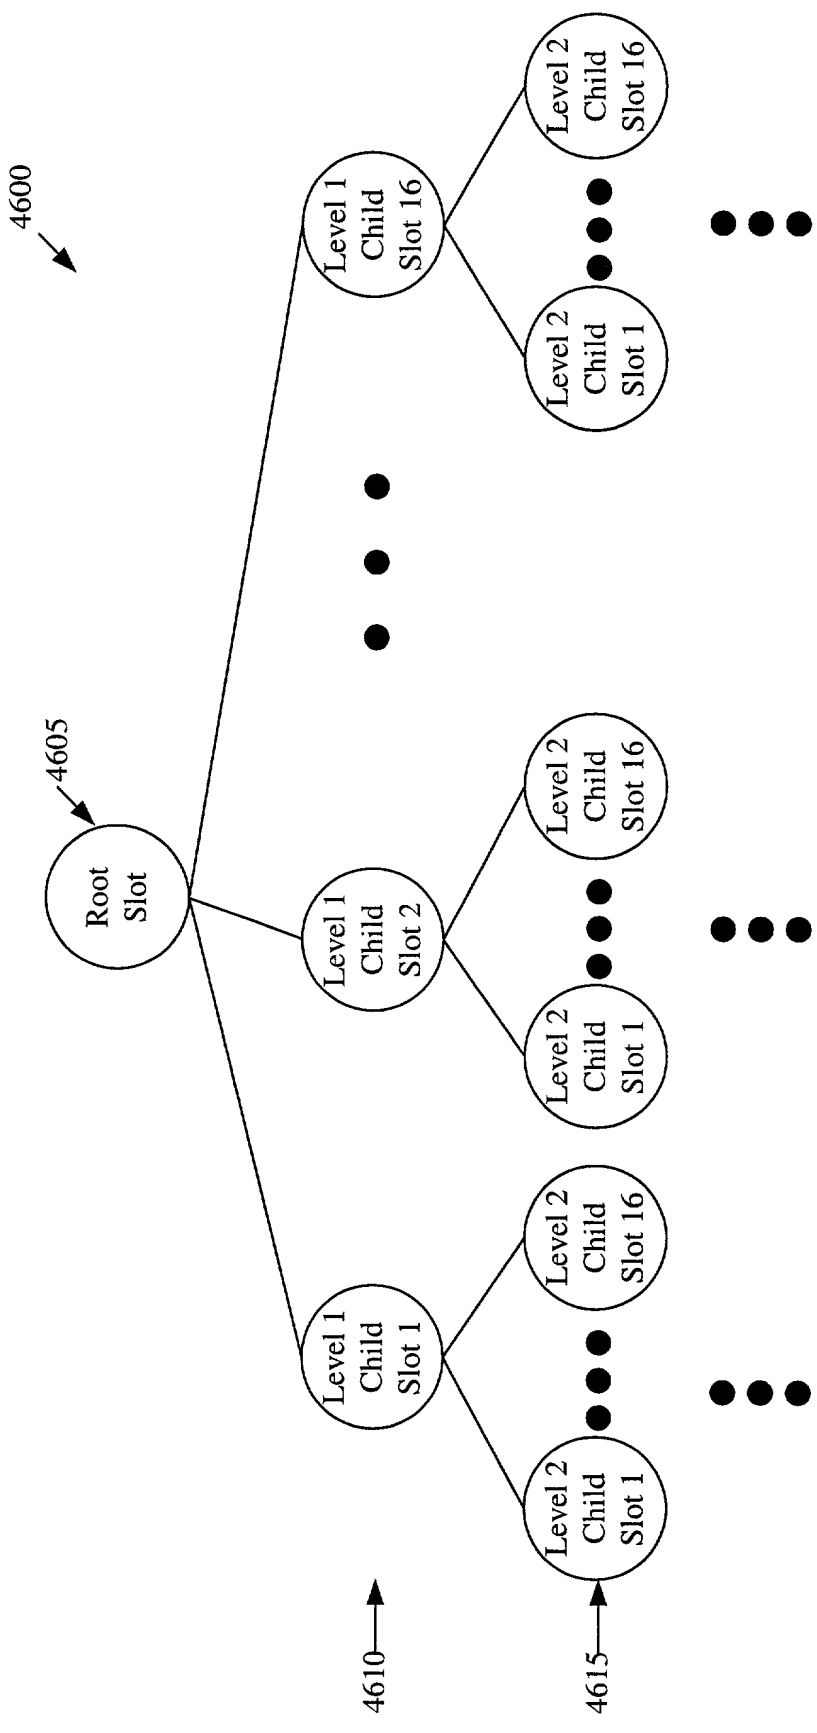 4600
4605
Root
Slot
4610
Level 1
Child
Slot 1
Level 1
Child
Slot 2
Level 1
Child
Slot 16
4615
Level 2
Child
Slot 1
Level 2
Child
Slot 16
Level 2
Child
Slot 1
Level 2
Child
Slot 16
Level 2
Child
Slot 1
Level 2
Child
Slot 16